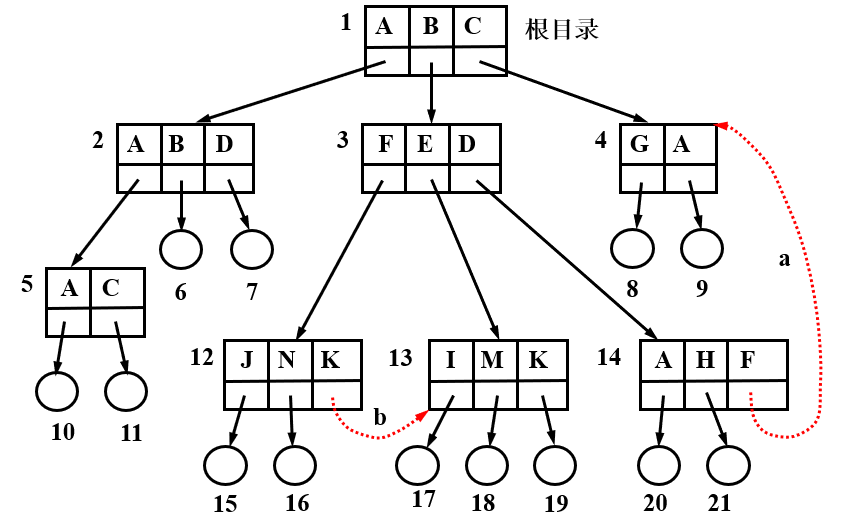 1 A B C 根目录
2 A B D
3 F E D
4 G A
6 7 8 9 a
5 A C
10 11
12 J N K
13 I M K
14 A H F
b
15 16 17 18 19 20 21